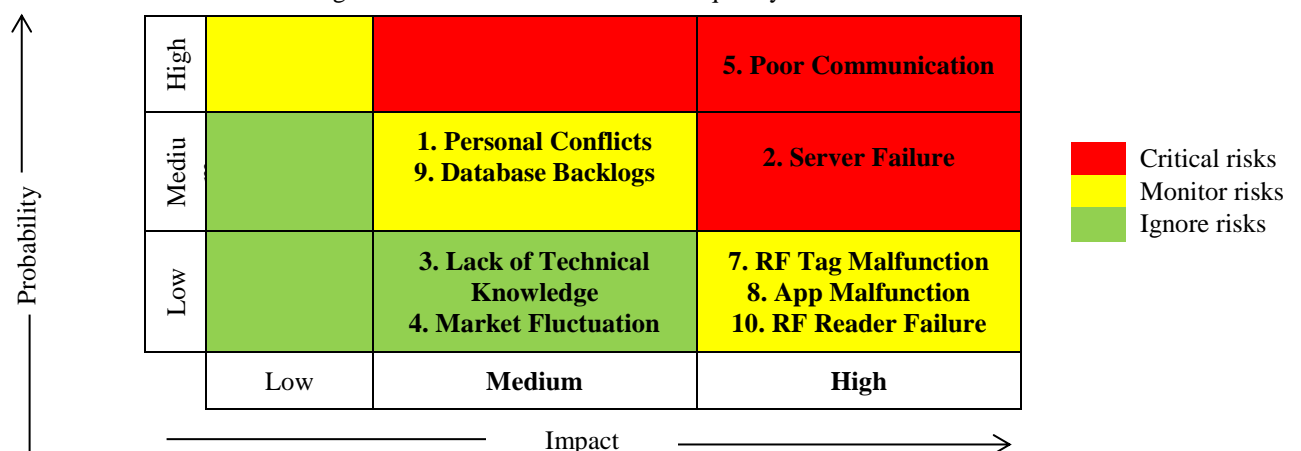 High
5. Poor Communication
Mediu
1. Personal Conflicts
9. Database Backlogs
2. Server Failure
Critical risks
Monitor risks
Ignore risks
Probability
Low
3. Lack of Technical
Knowledge
4. Market Fluctuation
7. RF Tag Malfunction
8. App Malfunction
10. RF Reader Failure
Low
Medium
High
Impact